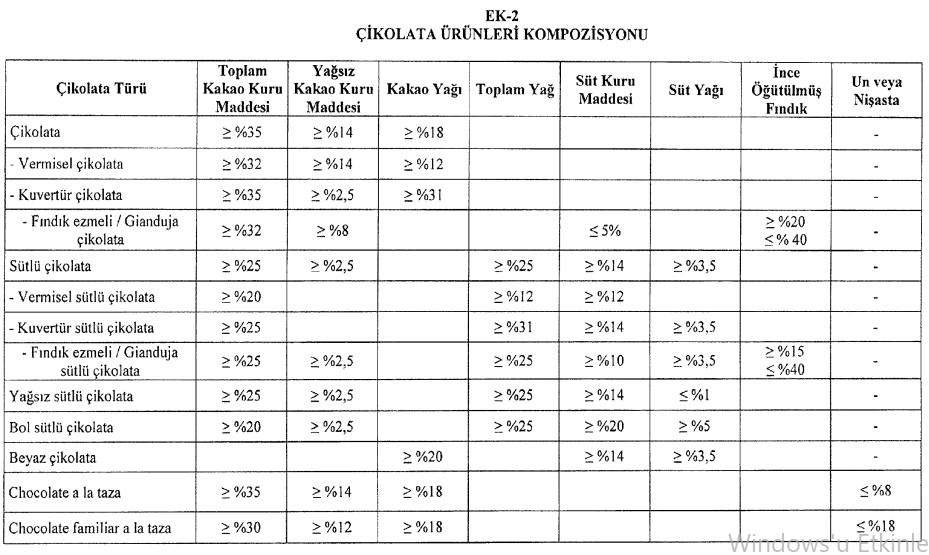 EK-2
ÇİKOLATA ÜRÜNLERİ KOMPOZİSYONU
Çikolata Türü Toplam Kakao Kuru Maddesi Yağsız Kakao Kuru Maddesi Kakao Yağı Toplam Yağ Süt Kuru Maddesi Süt Yağı İnce Öğütülmüş Fındık Un veya Nişasta
Çikolata ≥ %35 ≥ %14 ≥ %18 -
- Vermisel çikolata ≥ %32 ≥ %14 ≥ %12 -
- Kuvertür çikolata ≥ %35 ≥ %2,5 ≥ %31 -
- Fındık ezmeli / Gianduja çikolata ≥ %32 ≥ %8 ≤ 5% ≥ %20 ≤ % 40 -
Sütlü çikolata ≥ %25 ≥ %2,5 ≥ %25 ≥ %14 ≥ %3,5 -
- Vermisel sütlü çikolata ≥ %20 ≥ %12 ≥ %12 -
- Kuvertür sütlü çikolata ≥ %25 ≥ %31 ≥ %14 ≥ %3,5 -
- Fındık ezmeli / Gianduja sütlü çikolata ≥ %25 ≥ %2,5 ≥ %25 ≥ %10 ≥ %3,5 ≥ %15 ≤ %40 -
Yağsız sütlü çikolata ≥ %25 ≥ %2,5 ≥ %25 ≥ %14 ≤ %1 -
Bol sütlü çikolata ≥ %20 ≥ %2,5 ≥ %25 ≥ %20 ≥ %5 -
Beyaz çikolata ≥ %20 ≥ %14 ≥ %3,5 -
Chocolate a la taza ≥ %35 ≥ %14 ≥ %18 ≤ %8
Chocolate familiar a la taza ≥ %30 ≥ %12 ≥ %18 ≤ %18
Windows'u Etkinle